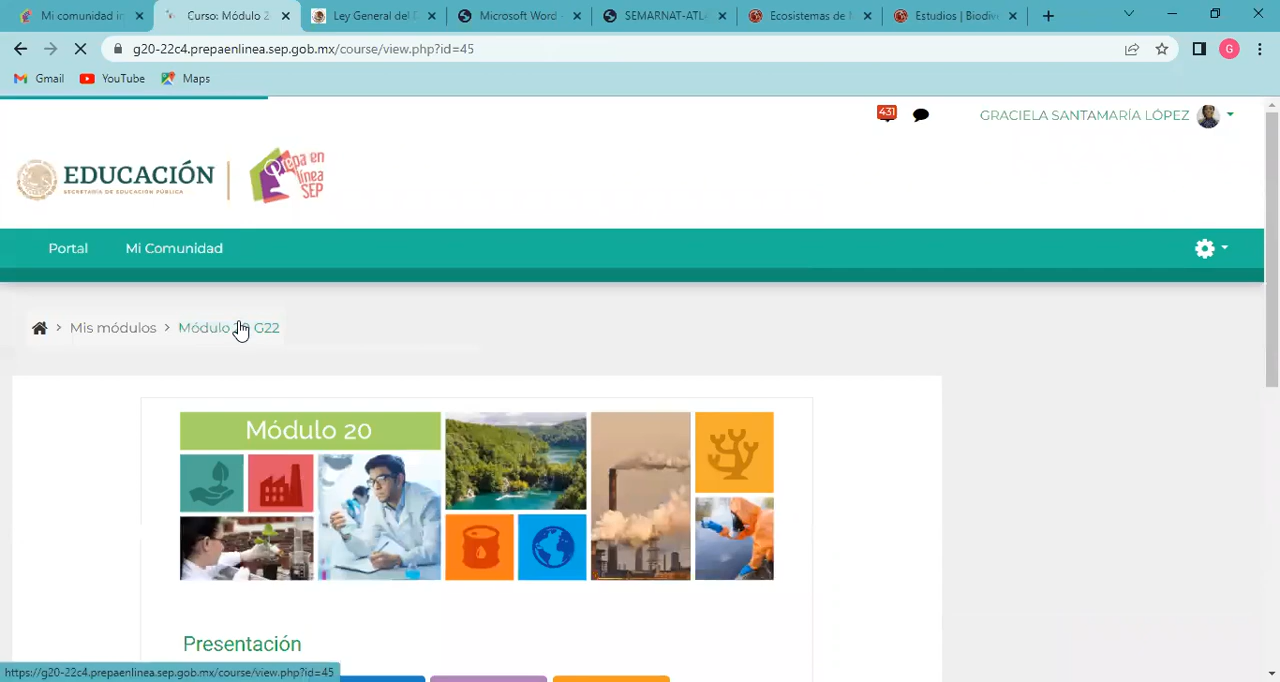 Mi comunidad in
Curso: Módulo 2
Ley General del E
Microsoft Word -
SEMARNAT-ATL
Ecosistemas de
Estudios | Biodive
g20-22c4.prepaenlinea.sep.gob.mx/course/view.php?id=45
G
Gmail
YouTube
Maps
431
GRACIELA SANTAMARÍA LÓPEZ
EDUCACIÓN
SECRETARÍA DE EDUCACIÓN PÚBLICA
Prepa en
línea
SEP
Portal
Mi Comunidad
Mis módulos
Módulo G22
Módulo 20
Presentación
https://g20-22c4.prepaenlinea.sep.gob.mx/course/view.php?id=45